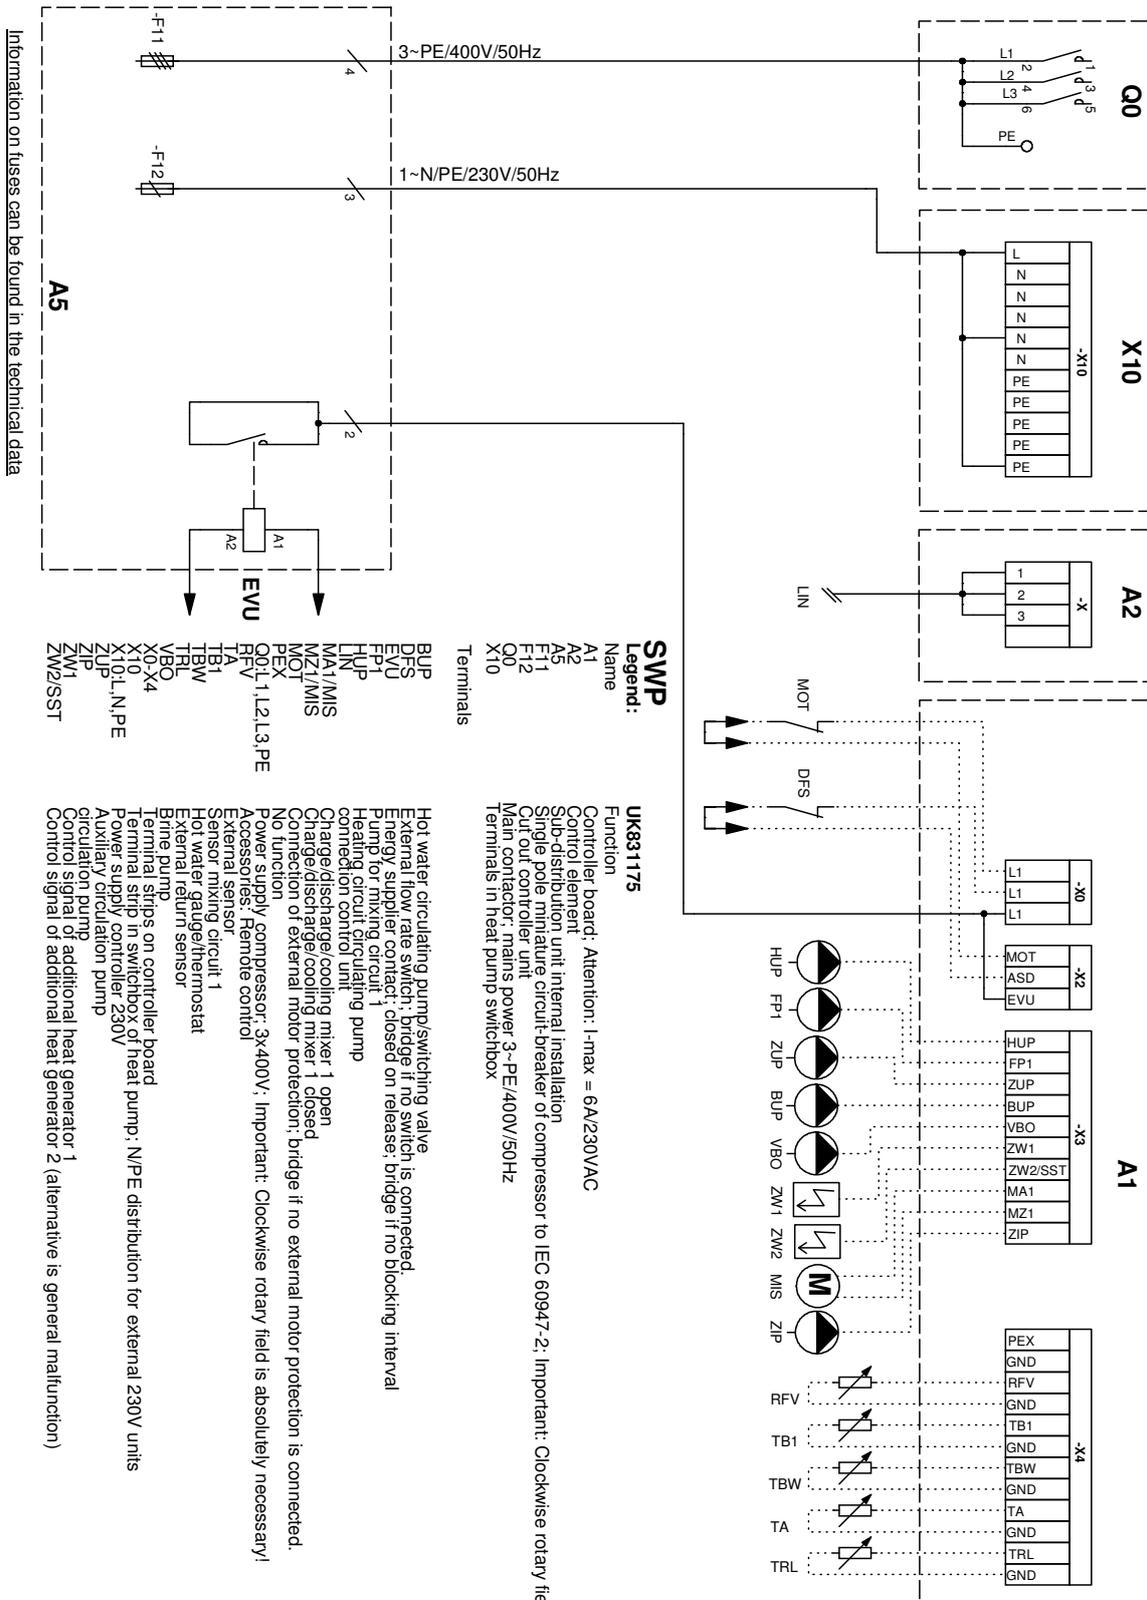 Q0
X10
A2
A1
L1
2
1
L2
4
3
L3
6
5
PE
-X10
L
N
N
N
N
N
PE
PE
PE
PE
PE
-X
1
2
3
LIN
-X0
L1
L1
L1
-X2
MOT
ASD
EVU
-X3
HUP
FP1
ZUP
BUP
VBO
ZW1
ZW2/SST
MA1
MZ1
ZIP
-X4
PEX
GND
RFV
GND
TB1
GND
TBW
GND
TA
GND
TRL
GND
MOT
DFS
HUP
FP1
ZUP
BUP
VBO
ZW1
ZW2
M
MIS
ZIP
RFV
TB1
TBW
TA
TRL
3~PE/400V/50Hz
1~N/PE/230V/50Hz
-F11
4
-F12
3
2
A1
A2
EVU
A5
SWP
Legend: UK831175
Name Function
A1 Controller board; Attention: I-max = 6A/230VAC
A2 Control element
A5 Sub-distribution unit internal installation
F11 Single pole miniature circuit-breaker of compressor to IEC 60947-2; Important: Clockwise rotary fie
F12 Cut out controller unit
Q0 Main contactor; mains power 3~PE/400V/50Hz
X10 Terminals in heat pump switchbox
Terminals
BUP Hot water circulating pump/switching valve
DFS External flow rate switch; bridge if no switch is connected.
EVU Energy supplier contact; closed on release; bridge if no blocking interval
FP1 Pump for mixing circuit 1
HUP Heating circuit circulating pump
LIN connection control unit
MA1/MIS Charge/discharge/cooling mixer 1 open
MZ1/MIS Charge/discharge/cooling mixer 1 closed
MOT Connection of external motor protection; bridge if no external motor protection is connected.
PEX No function
Q0:L1,L2,L3,PE Power supply compressor; 3x400V; Important: Clockwise rotary field is absolutely necessary!
RFV Accessories: Remote control
TA External sensor
TB1 Sensor mixing circuit 1
TBW Hot water gauge/thermostat
TRL External return sensor
VBO Brine pump
X0-X4 Terminal strips on controller board
X10 Terminal strip in switchbox of heat pump; N/PE distribution for external 230V units
X10:L,N,PE Power supply controller 230V
ZUP Auxiliary circulation pump
ZIP circulation pump
ZW1 Control signal of additional heat generator 1
ZW2/SST Control signal of additional heat generator 2 (alternative is general malfunction)
Information on fuses can be found in the technical data